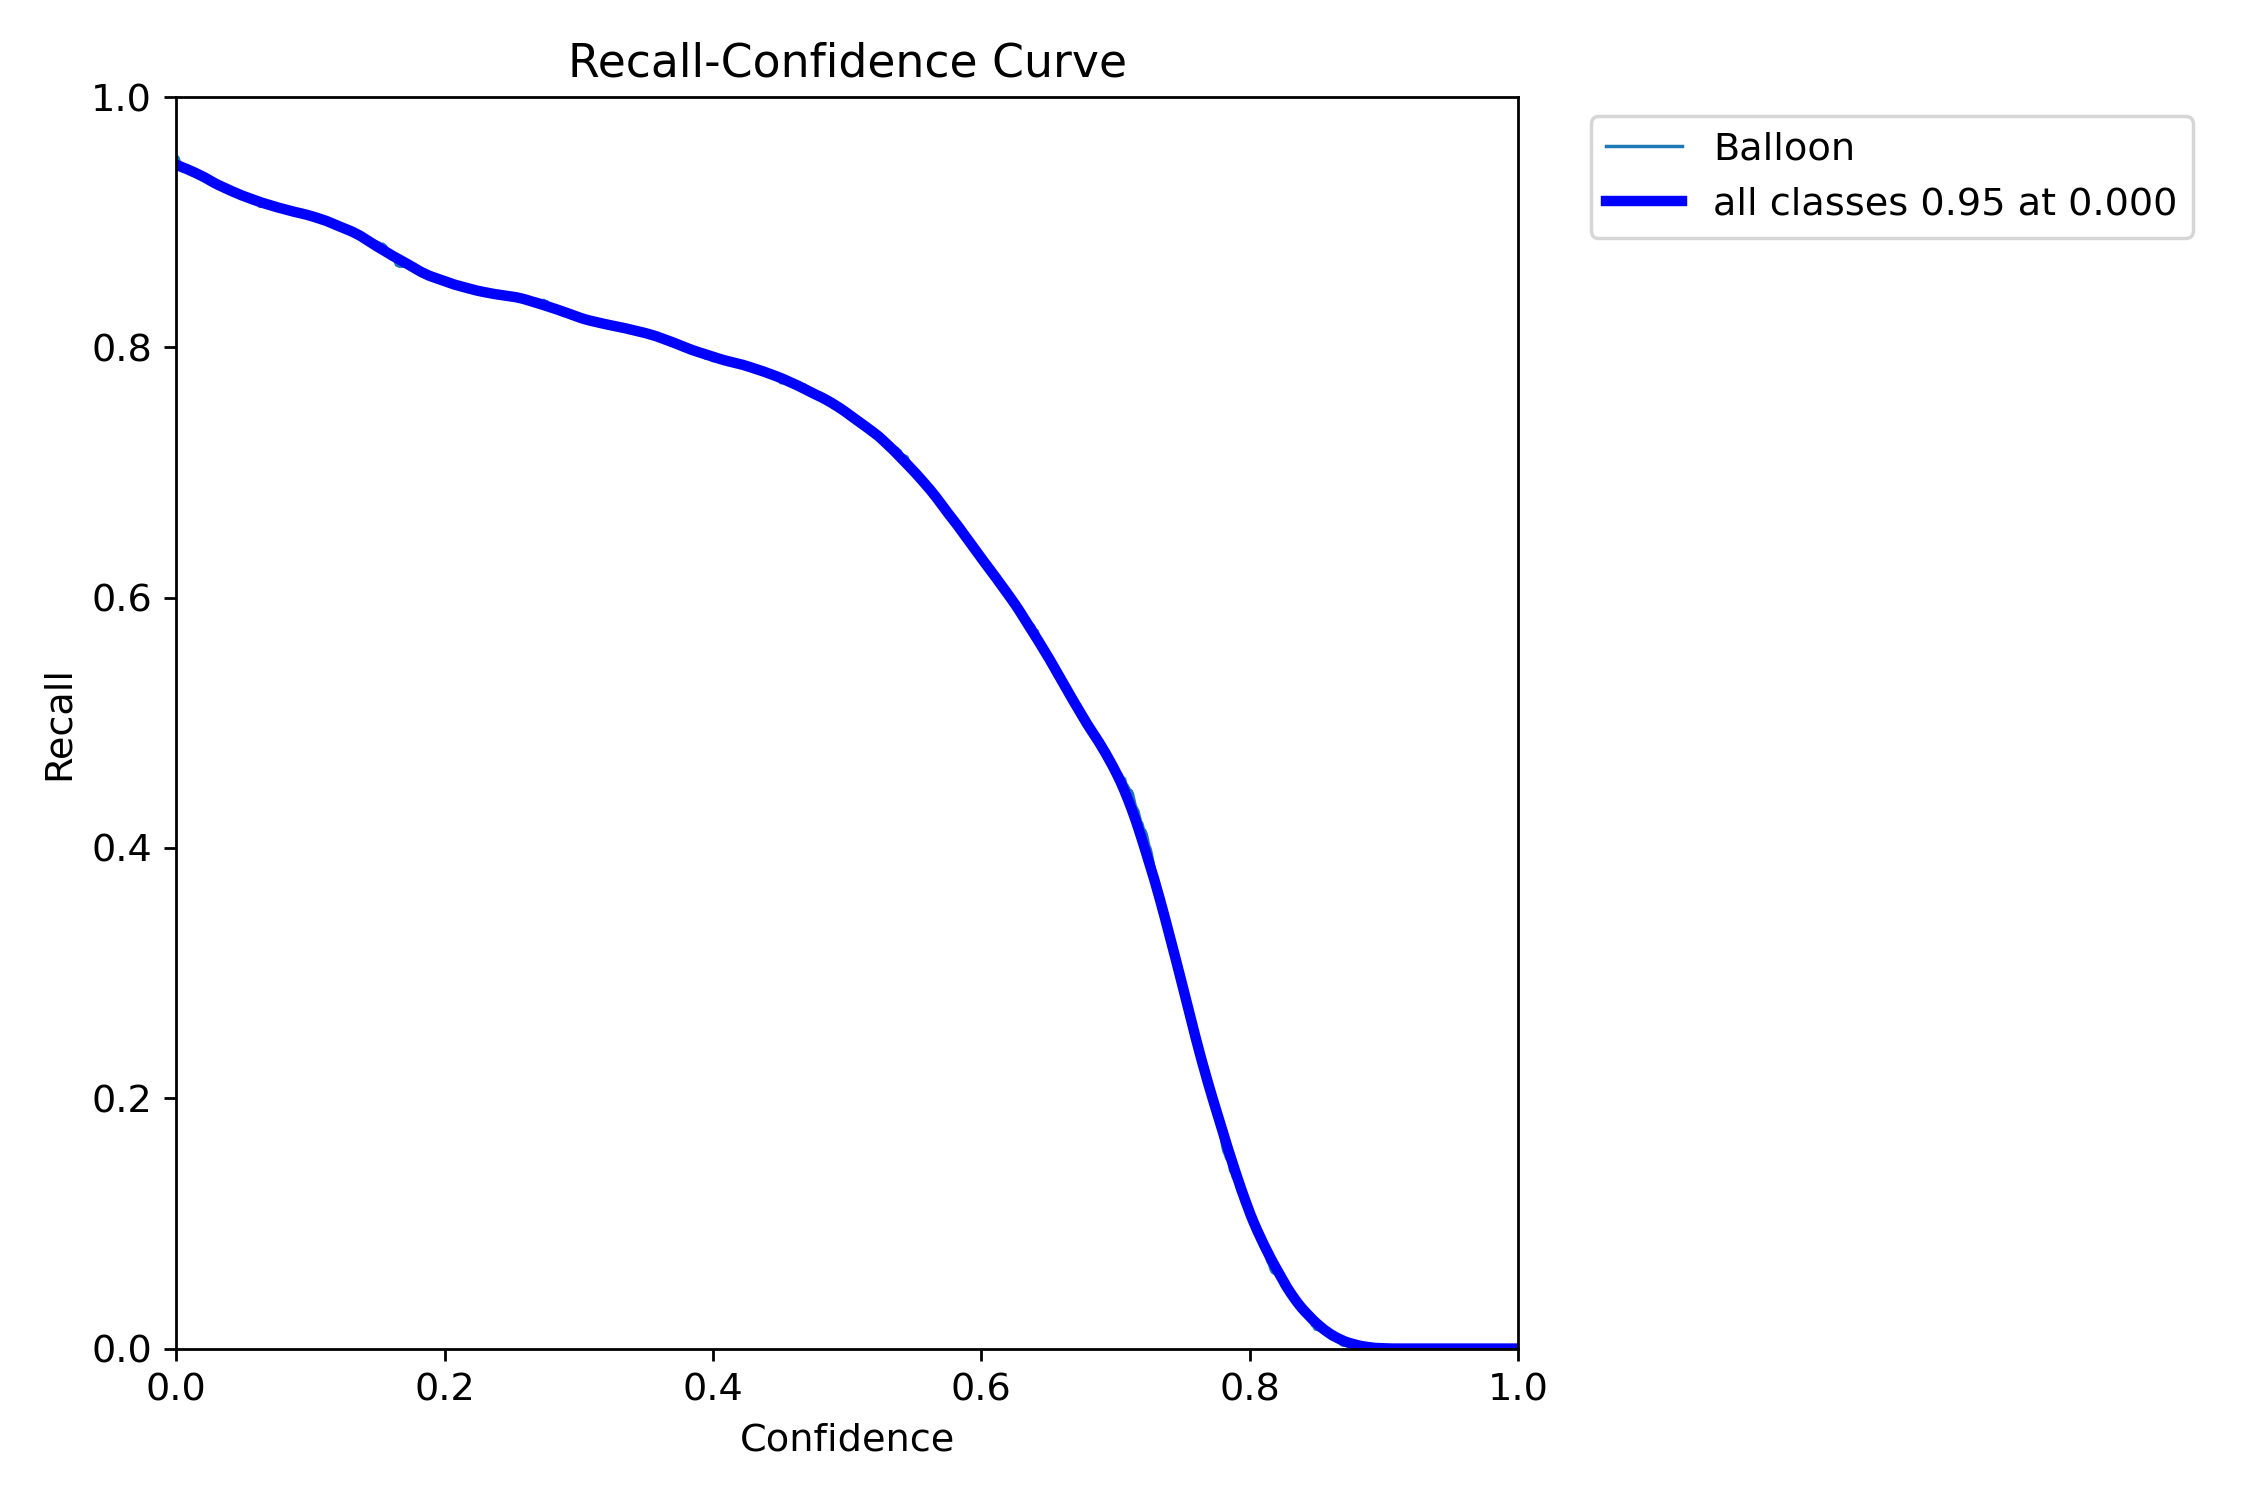 Recall-Confidence Curve
1.0
0.8
0.6
0.4
0.2
0.0
Recall
0.0 0.2 0.4 0.6 0.8 1.0
Confidence
Balloon
all classes 0.95 at 0.000